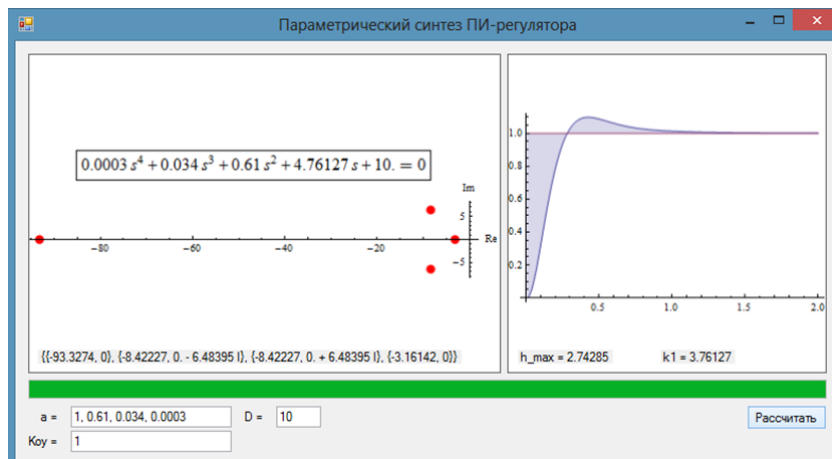 Параметрический синтез ПИ-регулятора
0.0003 s⁴ + 0.034 s³ + 0.61 s² + 4.76127 s + 10. = 0
Im
5
Re
−80 −60 −40 −20
−5
{{-93.3274, 0}, {-8.42227, 0. - 6.48395 I}, {-8.42227, 0. + 6.48395 I}, {-3.16142, 0}}
1.0
0.8
0.6
0.4
0.2
0.5 1.0 1.5 2.0
h_max = 2.74285 k1 = 3.76127
a = 1, 0.61, 0.034, 0.0003 D = 10 Рассчитать
Koy = 1